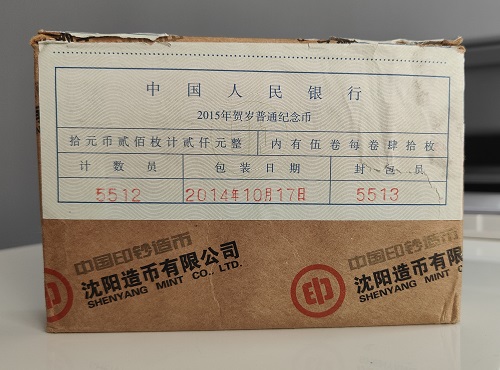 中国人民银行
2015年贺岁普通纪念币
拾元币贰佰枚计贰仟元整 内有伍卷每卷肆拾枚
计数员 包装日期 封包员
5512 2014年10月17日 5513
中国印钞造币 中国印钞造币
沈阳造币有限公司 沈阳造币有限公司
SHENYANG MINT CO., LTD. SHENYANG MINT CO., LTD.